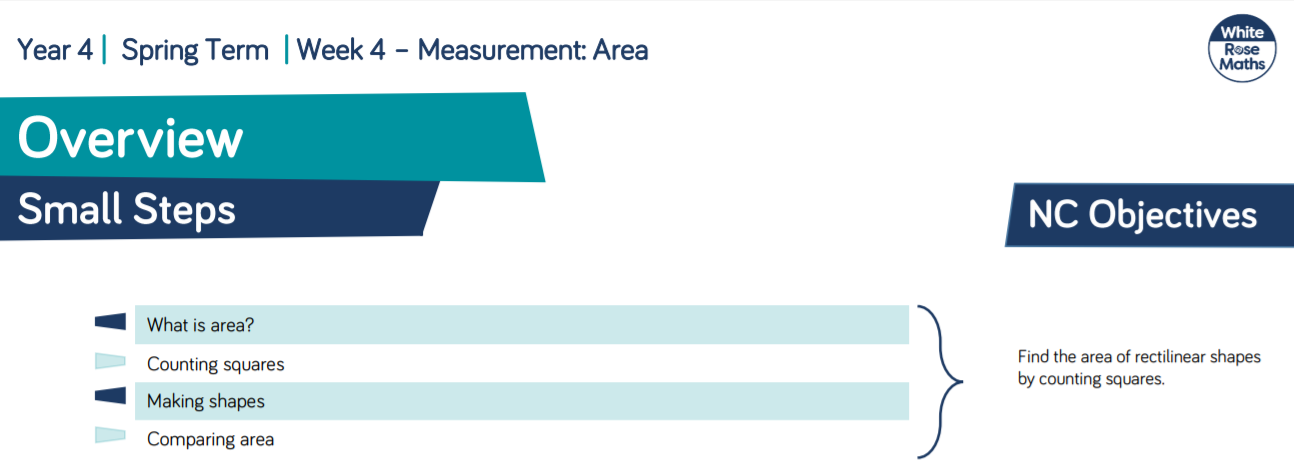 Year 4 | Spring Term | Week 4 – Measurement: Area
White
Rose
Maths
Overview
Small Steps
NC Objectives
What is area?
Counting squares
Making shapes
Comparing area
Find the area of rectilinear shapes
by counting squares.